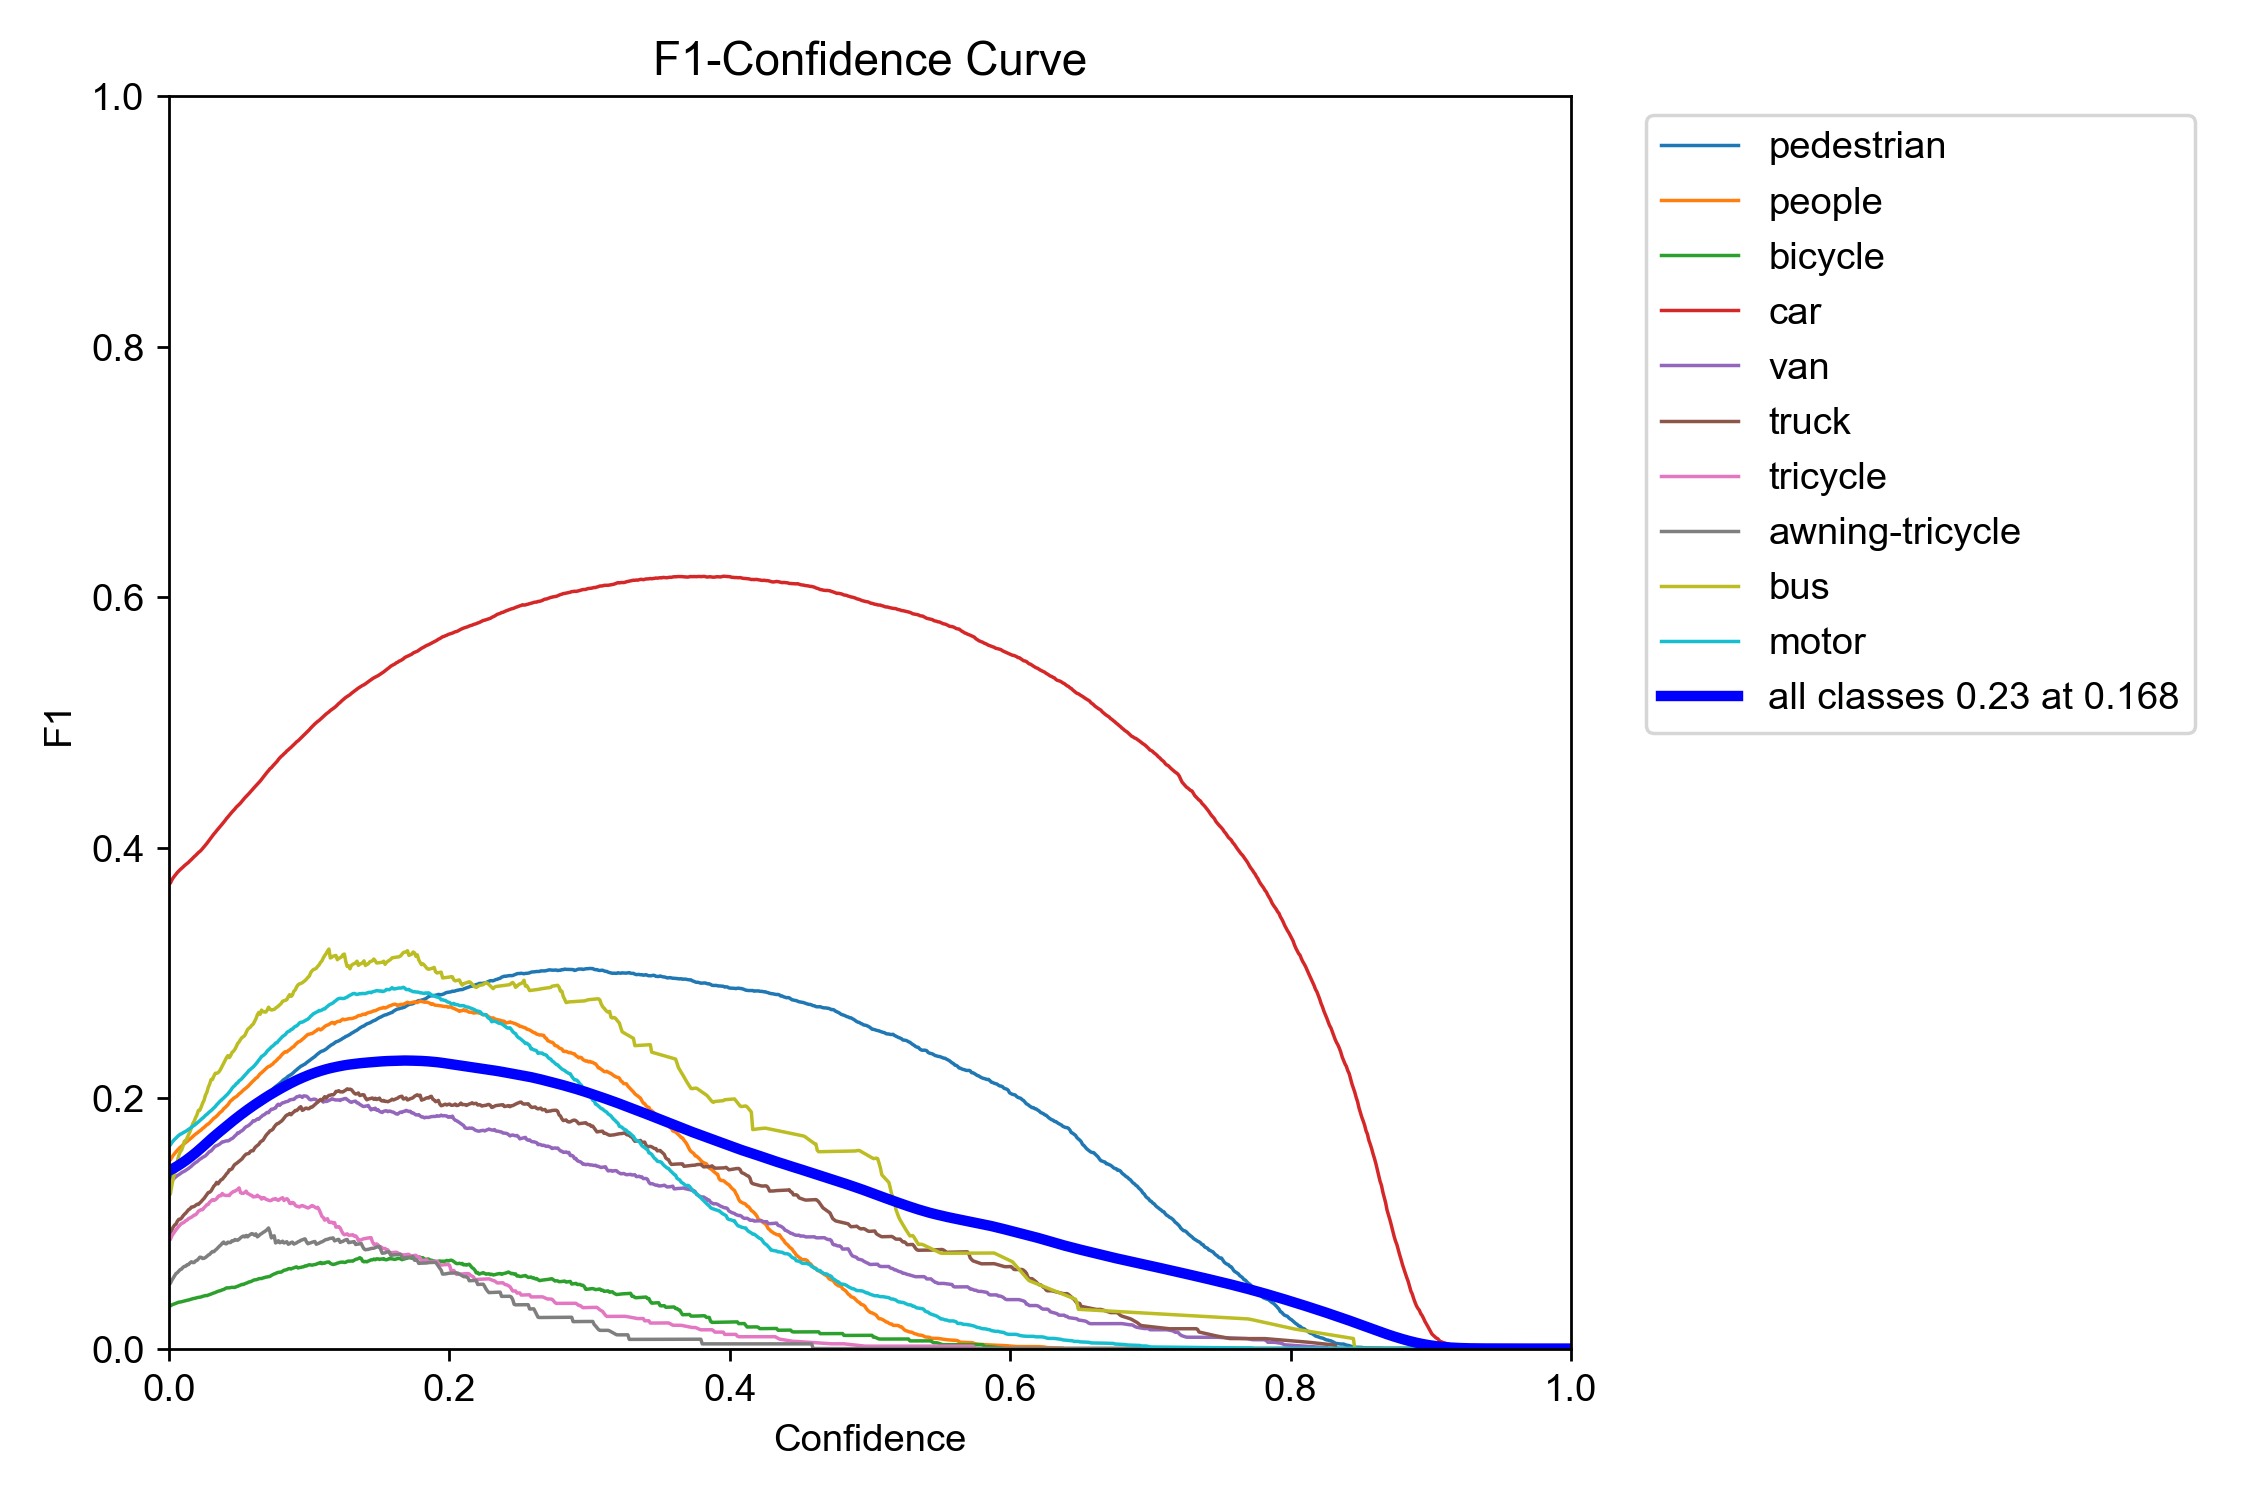 F1-Confidence Curve
1.0
0.8
0.6
0.4
0.2
0.0
F1
0.0 0.2 0.4 0.6 0.8 1.0
Confidence
pedestrian
people
bicycle
car
van
truck
tricycle
awning-tricycle
bus
motor
all classes 0.23 at 0.168